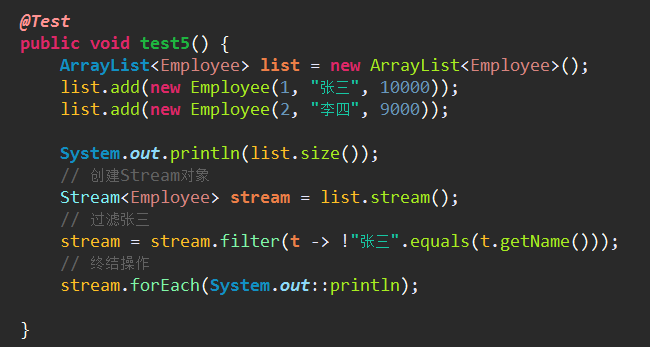 @Test
public void test5() {
ArrayList<Employee> list = new ArrayList<Employee>();
list.add(new Employee(1, "张三", 10000));
list.add(new Employee(2, "李四", 9000));
System.out.println(list.size());
// 创建Stream对象
Stream<Employee> stream = list.stream();
// 过滤张三
stream = stream.filter(t -> !"张三".equals(t.getName()));
// 终结操作
stream.forEach(System.out::println);
}